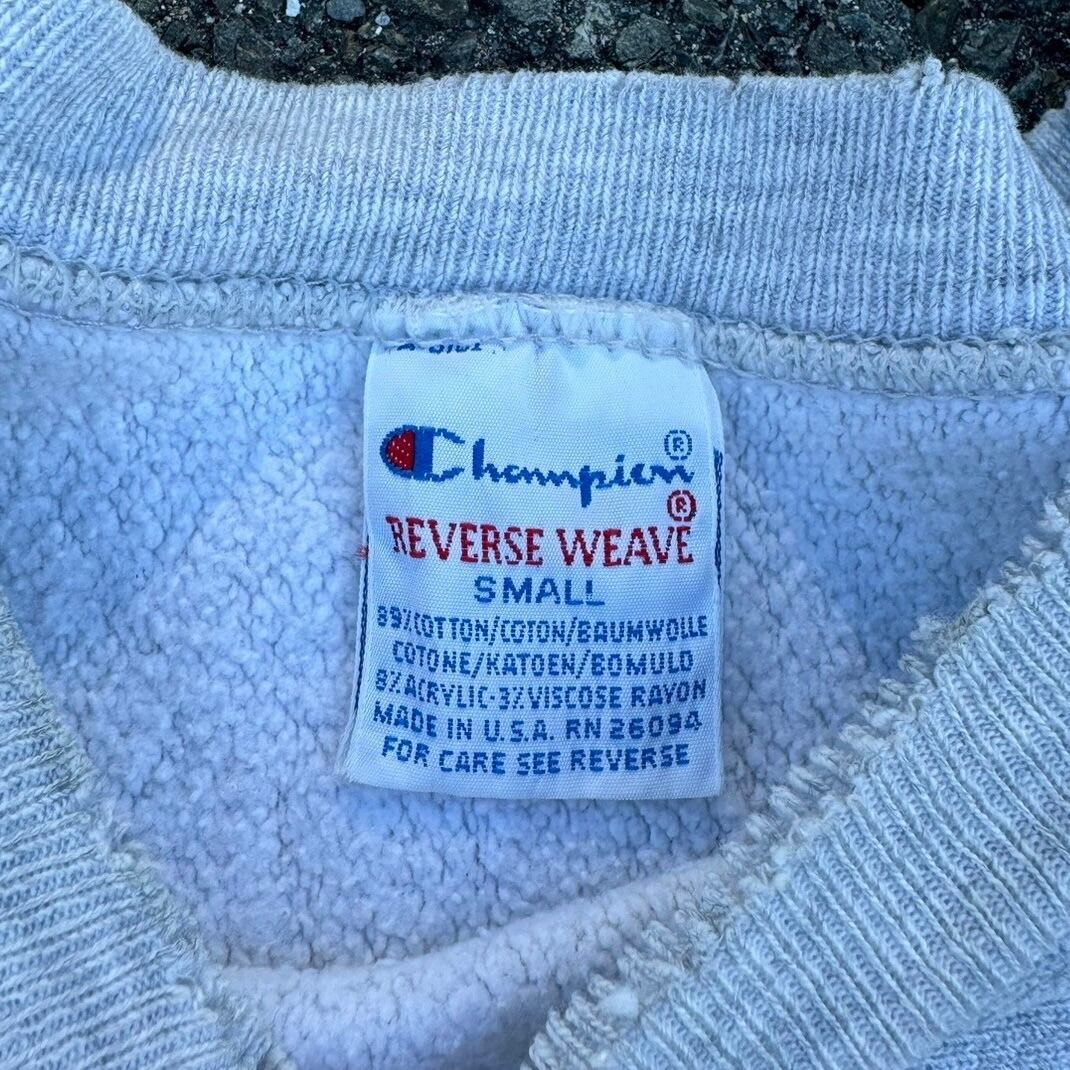 Champion®
REVERSE WEAVE®
SMALL
89% COTTON/COTON/BAUMWOLLE
COTONE/KATOEN/BOMULD
8% ACRYLIC·3% VISCOSE RAYON
MADE IN U.S.A. RN 26094
FOR CARE SEE REVERSE